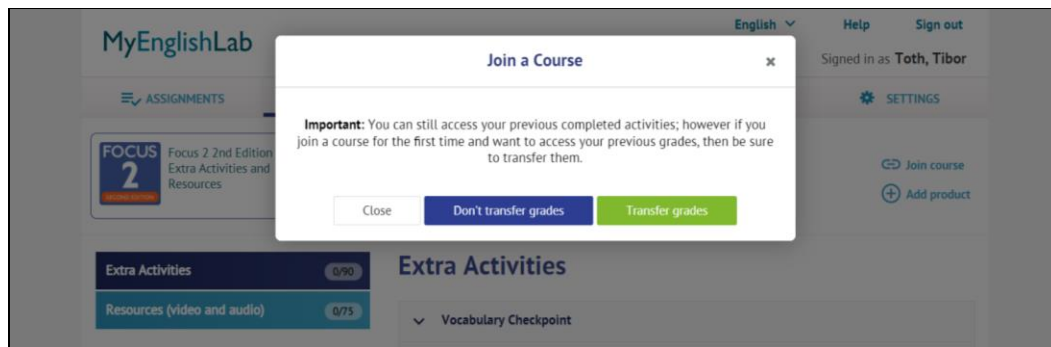 MyEnglishLab
English
Help
Sign out
Signed in as Toth, Tibor
ASSIGNMENTS
SETTINGS
Join a Course
Important: You can still access your previous completed activities; however if you
join a course for the first time and want to access your previous grades, then be sure
to transfer them.
Close
Don't transfer grades
Transfer grades
FOCUS
2
SECOND EDITION
Focus 2 2nd Edition
Extra Activities and
Resources
Join course
Add product
Extra Activities
0/90
Resources (video and audio)
0/75
Extra Activities
Vocabulary Checkpoint